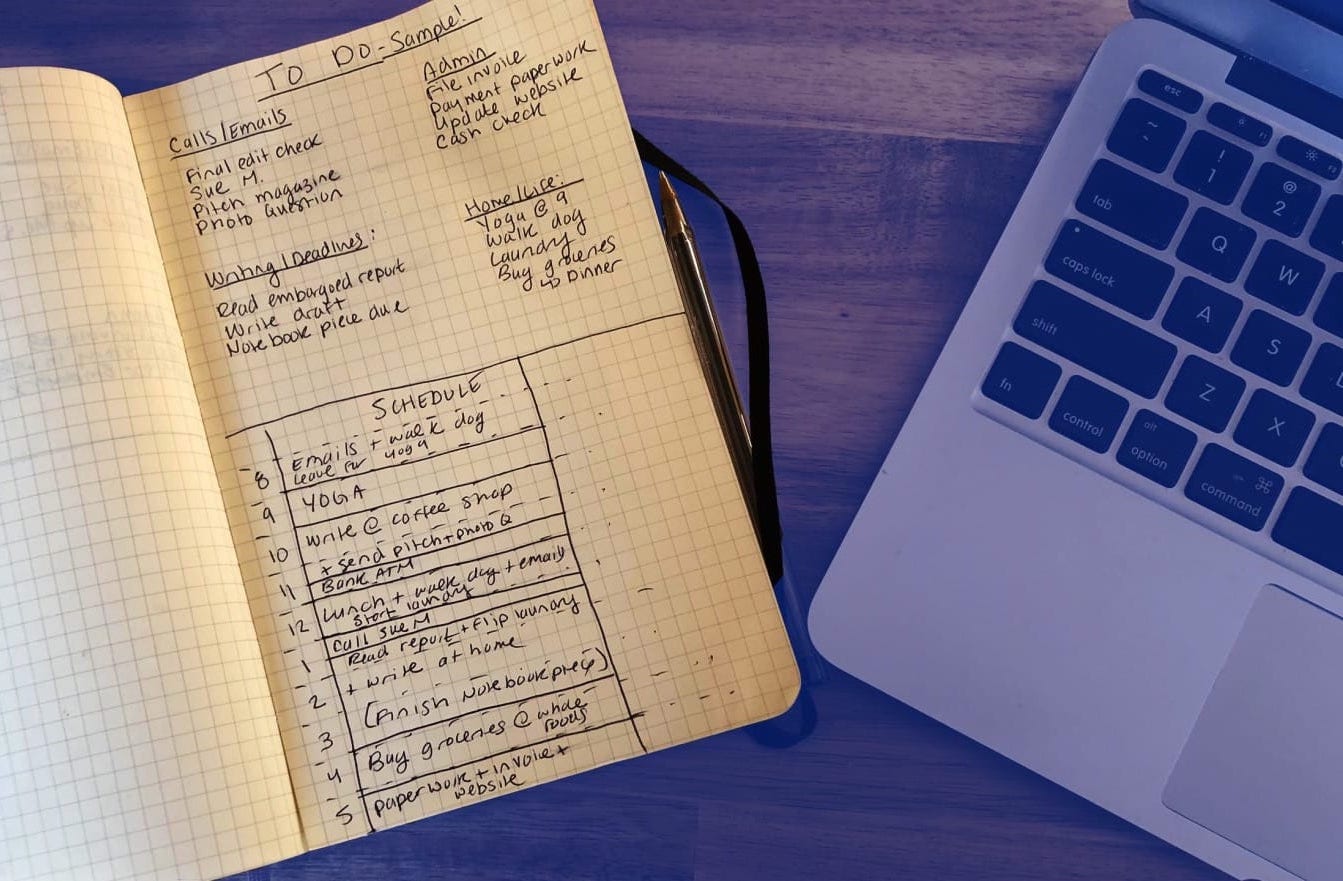 TO DO - Sample!
Calls/Emails
Final edit check
Sue M.
Pitch magazine
Photo Question
Writing/Deadlines:
Read embargoed report
Write draft
Notebook piece due
Admin
File invoice
Payment paperwork
Update website
Cash check
Home/Life:
Yoga @ 9
Walk dog
Laundry
Buy groceries
↳ Dinner
SCHEDULE
8 Emails + walk dog
Leave for yoga
9 YOGA
10 Write @ coffee shop
+ send pitch + photo Q
11 Bank ATM
12 Lunch + walk dog + email
Start laundry
Call Sue M
1 Read report + Flip laundry
2 + write at home
3 (Finish Notebook piece)
4 Buy groceries @ whole
foods
5 paperwork + invoice +
website
esc
~
`
!
1
@
2
tab
Q
W
caps lock
A
S
shift
Z
X
fn
control
alt
option
⌘
command